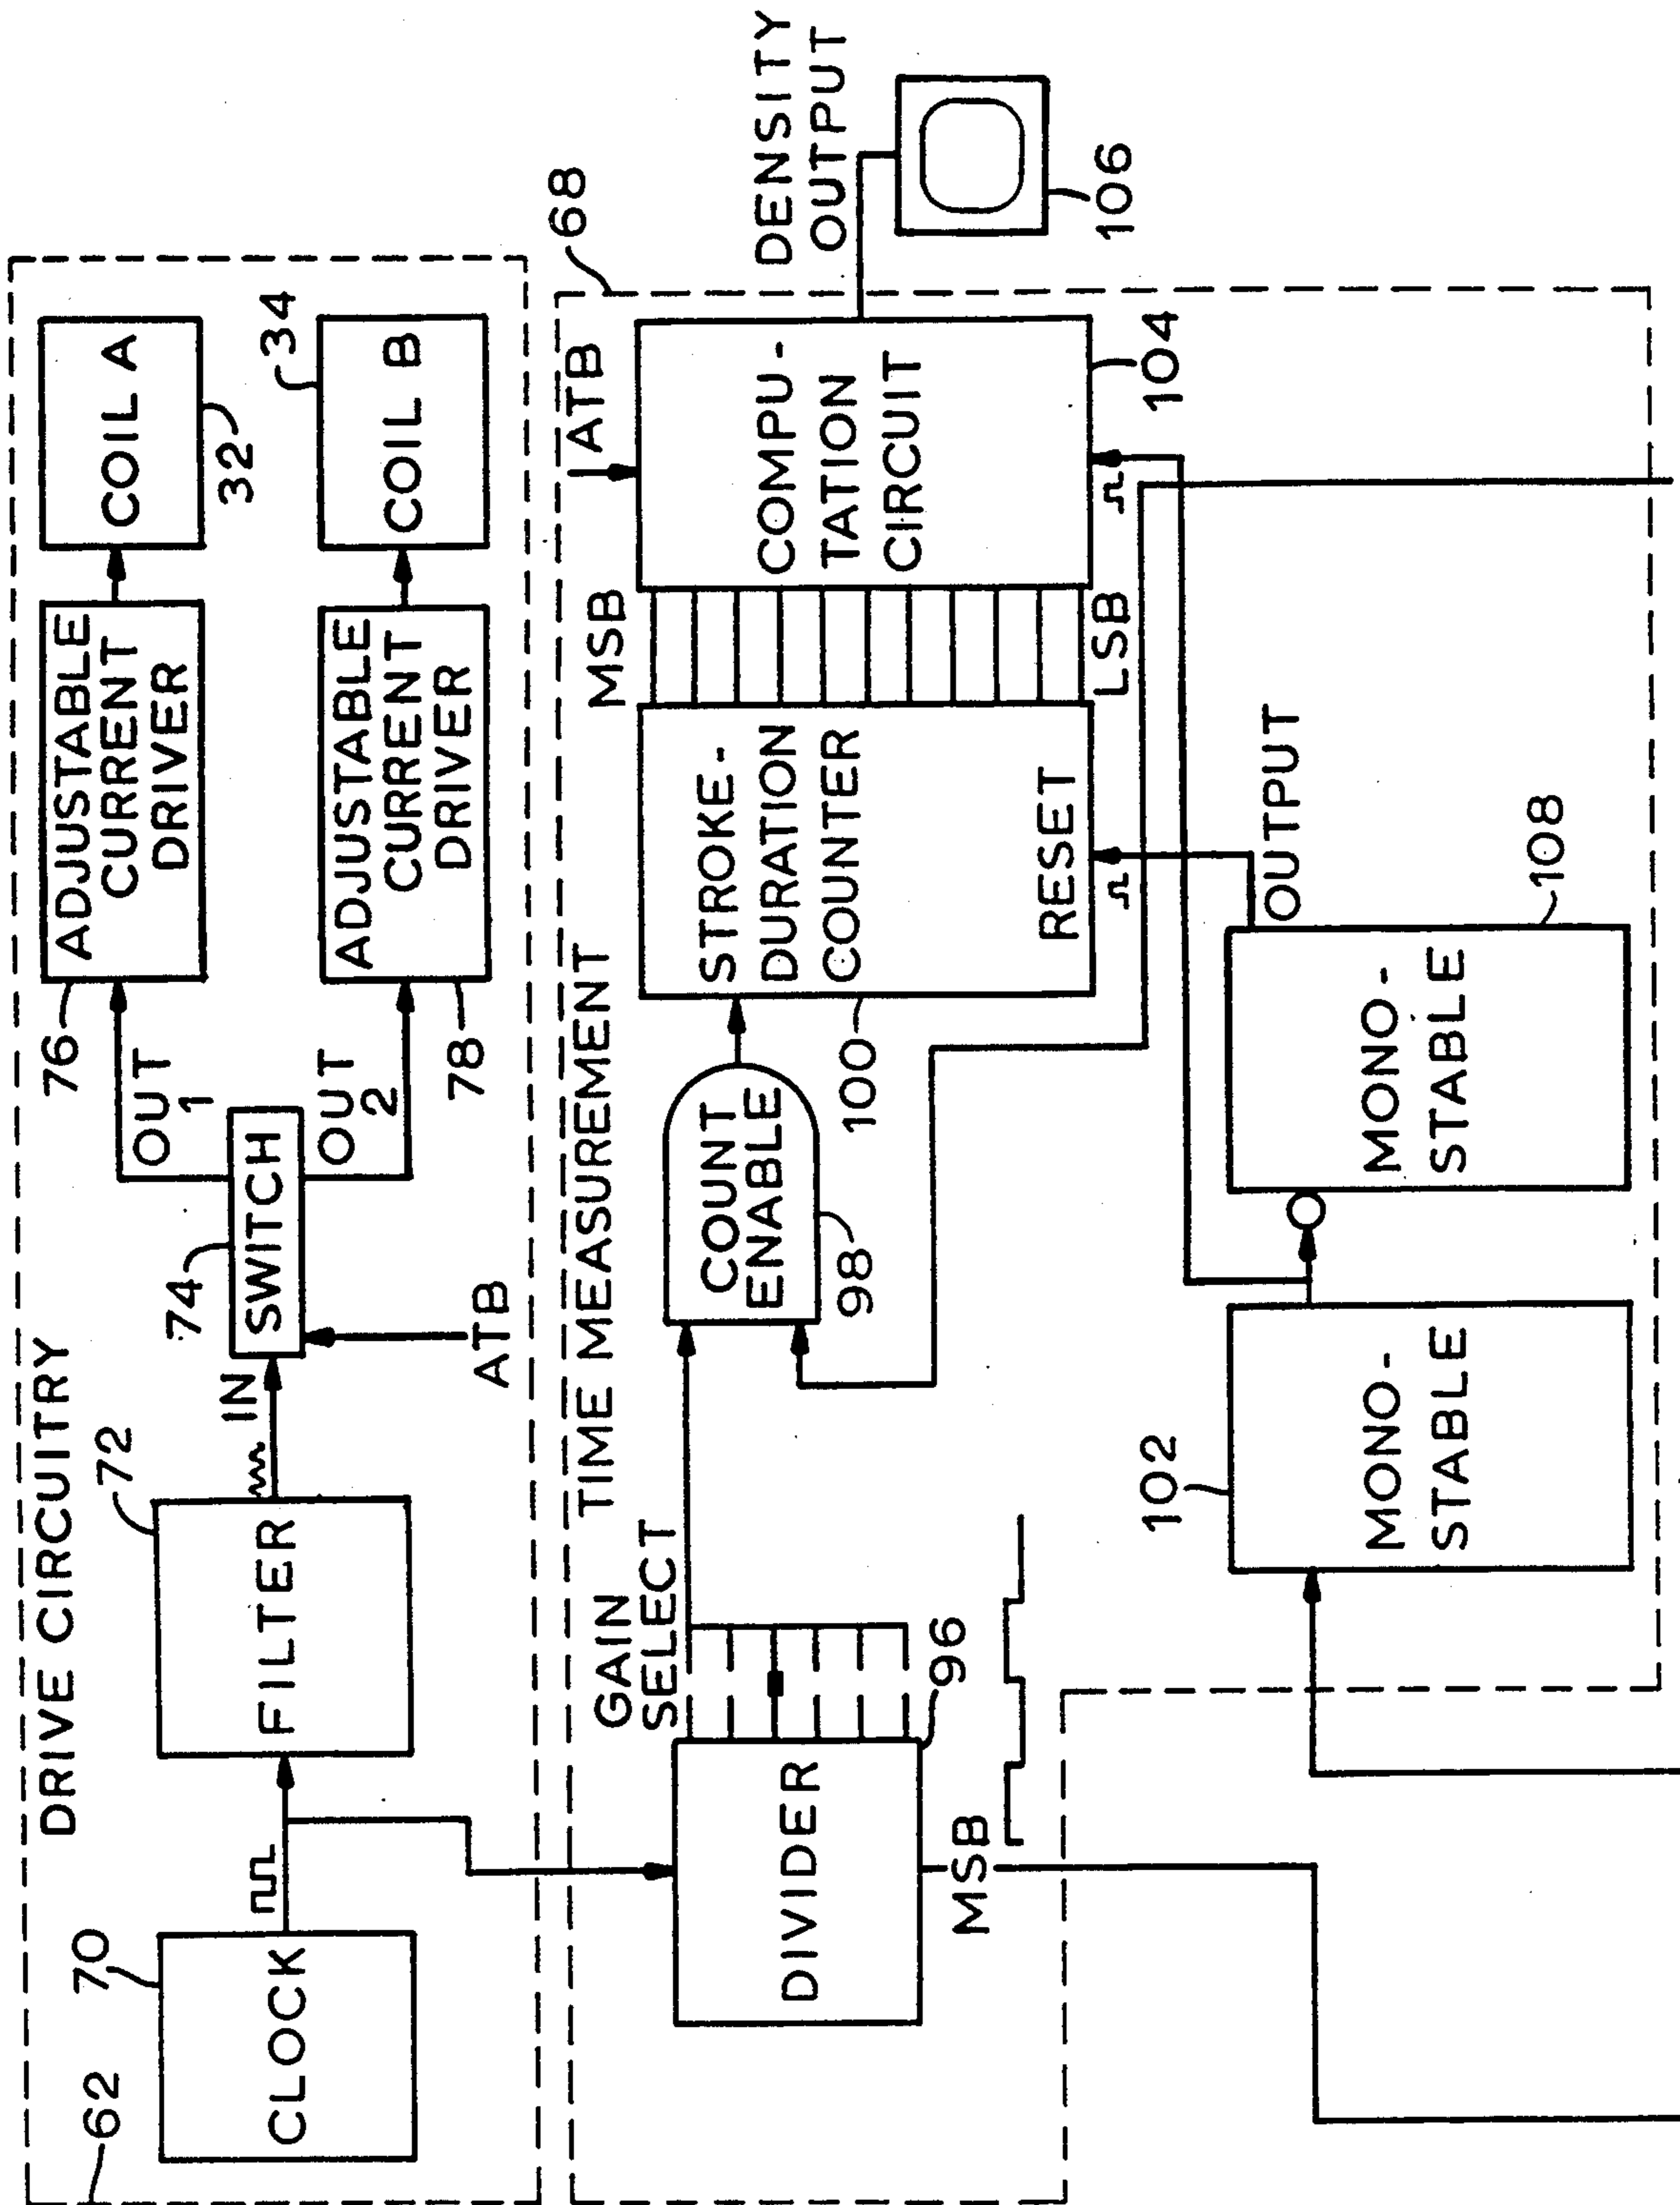 62
DRIVE CIRCUITRY
70
CLOCK
72
FILTER
IN
74
SWITCH
ATB
OUT
1
OUT
2
76
ADJUSTABLE
CURRENT
DRIVER
78
ADJUSTABLE
CURRENT
DRIVER
COIL A
32
34
COIL B
TIME MEASUREMENT
68
DIVIDER
96
MSB
GAIN
SELECT
COUNT
ENABLE
98
STROKE-
DURATION
COUNTER
RESET
100
MSB
LSB
ATB
COMPU-
TATION
CIRCUIT
104
DENSITY
OUTPUT
106
102
MONO-
STABLE
MONO-
STABLE
OUTPUT
108